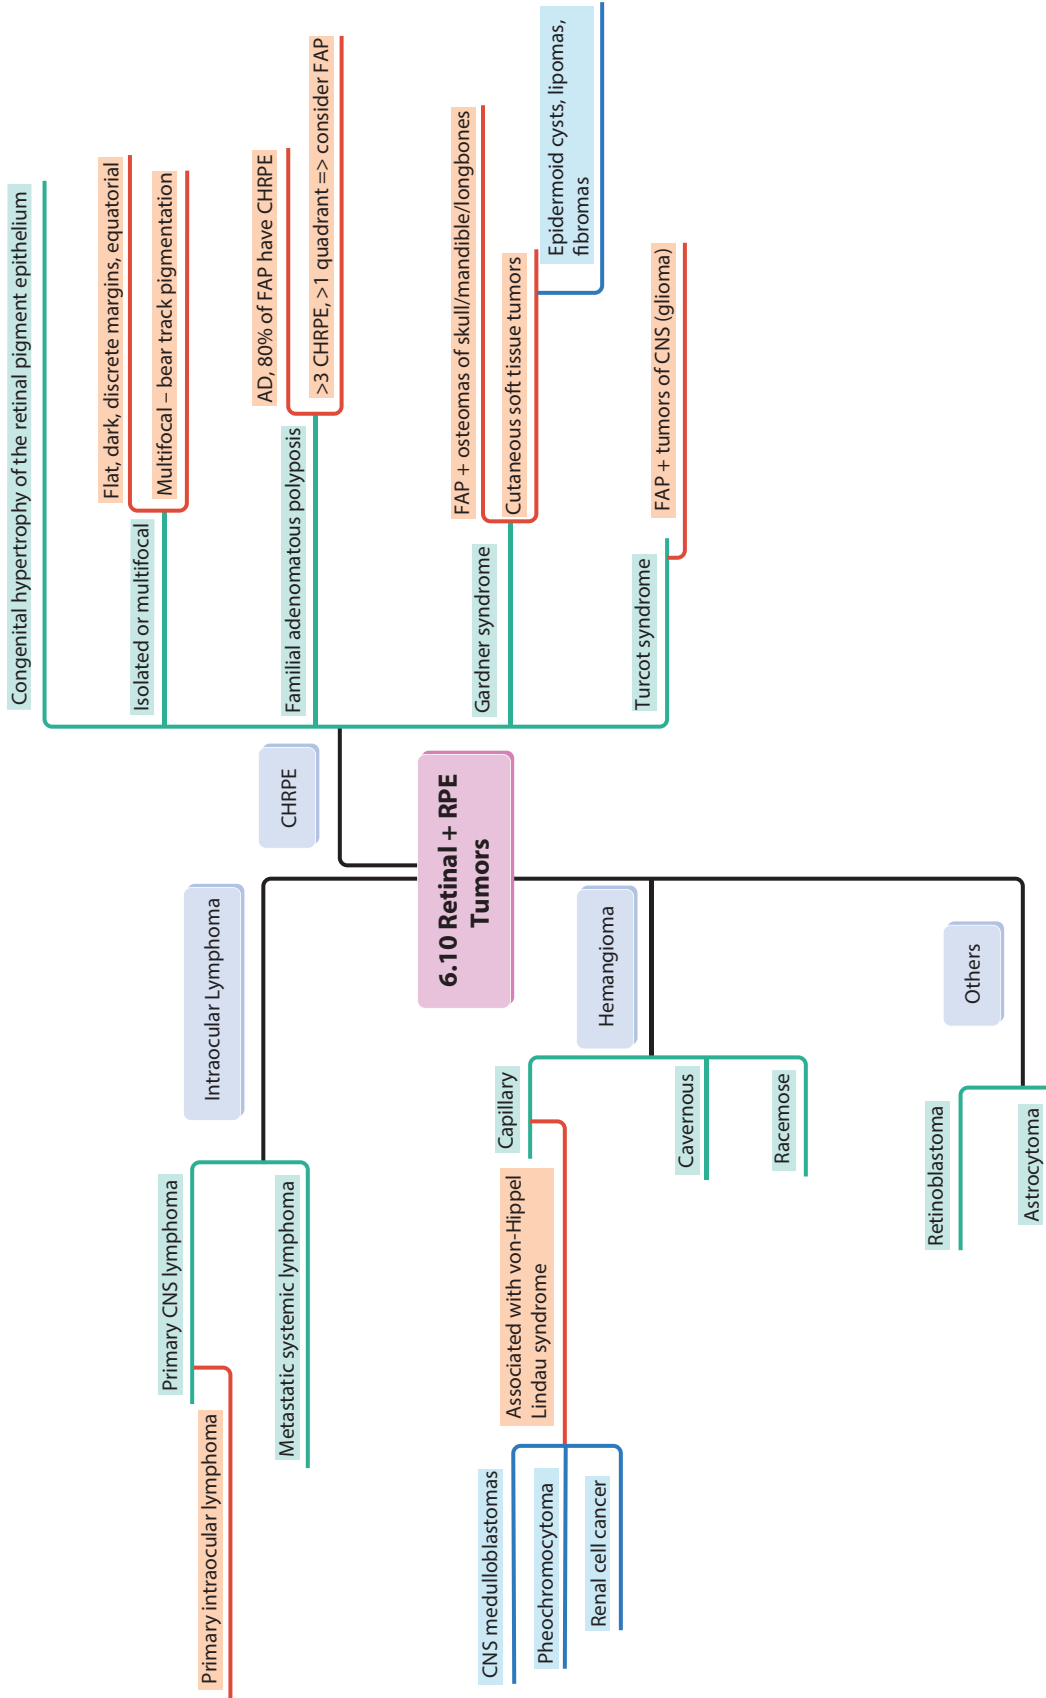 6.10 Retinal + RPE
Tumors
CHRPE
Congenital hypertrophy of the retinal pigment epithelium
Isolated or multifocal
Flat, dark, discrete margins, equatorial
Multifocal – bear track pigmentation
Familial adenomatous polyposis
AD, 80% of FAP have CHRPE
>3 CHRPE, >1 quadrant => consider FAP
Gardner syndrome
FAP + osteomas of skull/mandible/longbones
Cutaneous soft tissue tumors
Epidermoid cysts, lipomas,
fibromas
Turcot syndrome
FAP + tumors of CNS (glioma)
Intraocular Lymphoma
Primary CNS lymphoma
Primary intraocular lymphoma
Metastatic systemic lymphoma
Hemangioma
Capillary
Associated with von-Hippel
Lindau syndrome
CNS medulloblastomas
Pheochromocytoma
Renal cell cancer
Cavernous
Racemose
Others
Retinoblastoma
Astrocytoma